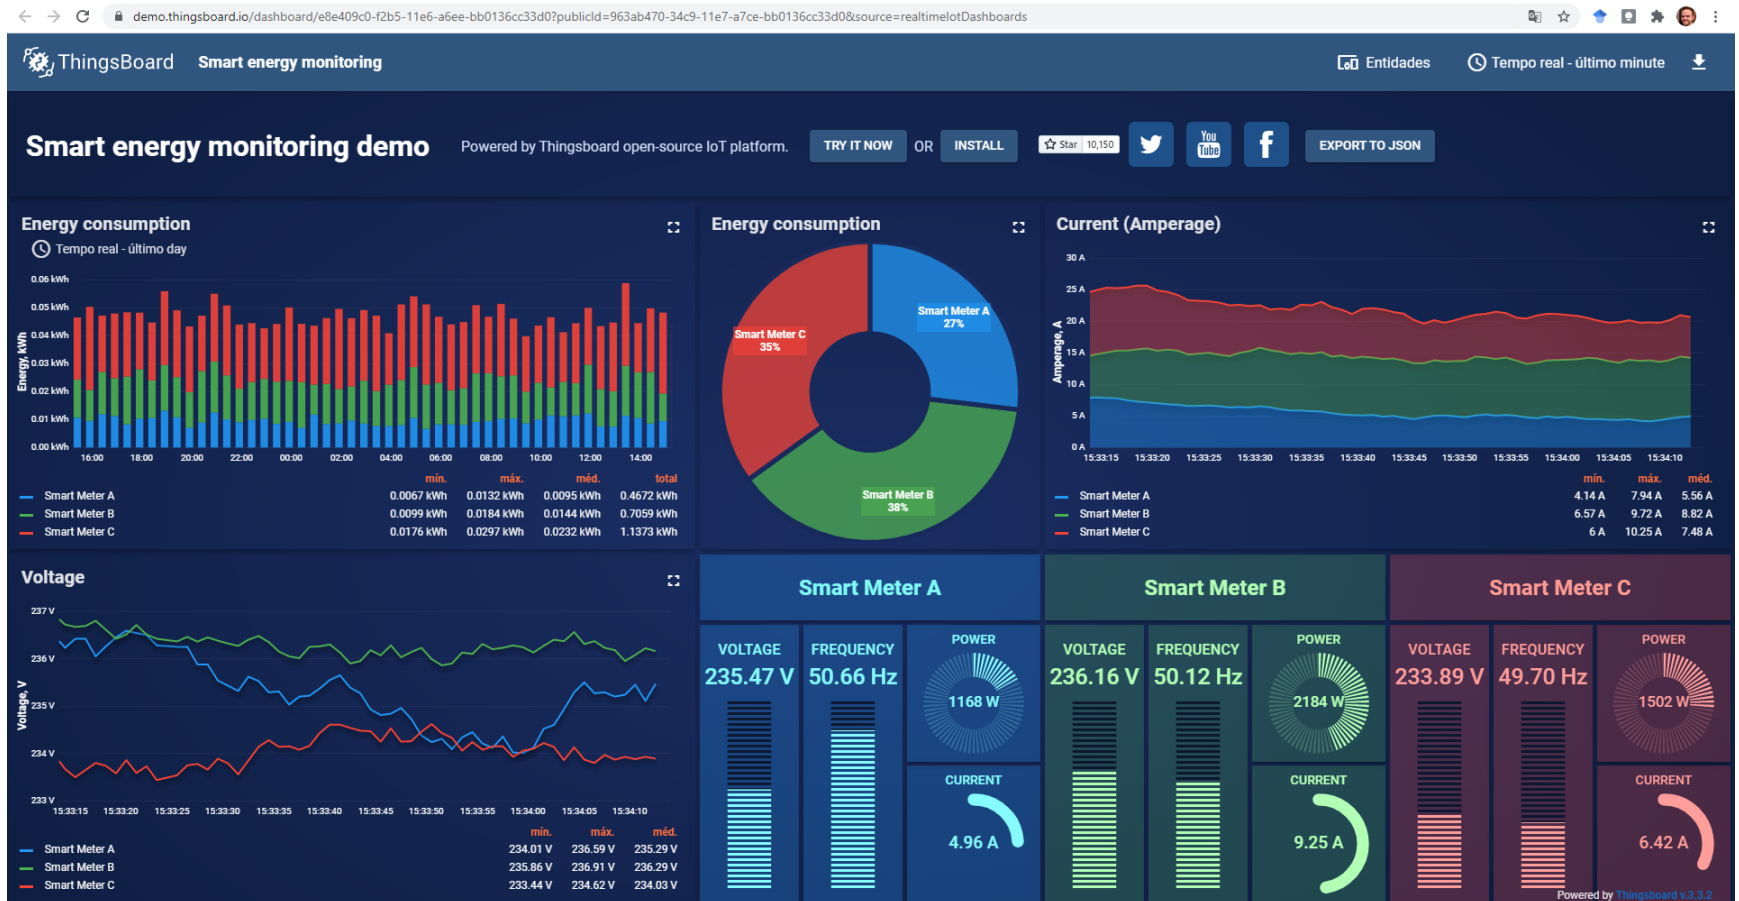 demo.thingsboard.io/dashboard/e8e409c0-f2b5-11e6-a6ee-bb0136cc33d0?publicId=963ab470-34c9-11e7-a7ce-bb0136cc33d0&source=realtimeIotDashboards
ThingsBoard Smart energy monitoring Entidades Tempo real - último minute
Smart energy monitoring demo Powered by Thingsboard open-source IoT platform. TRY IT NOW OR INSTALL Star 10,150 You Tube EXPORT TO JSON
Energy consumption
Tempo real - último day
0.06 kWh
0.05 kWh
0.04 kWh
0.03 kWh
0.02 kWh
0.01 kWh
0.00 kWh
Energy, kWh
16:00 18:00 20:00 22:00 00:00 02:00 04:00 06:00 08:00 10:00 12:00 14:00
mín. máx. méd. total
Smart Meter A 0.0067 kWh 0.0132 kWh 0.0095 kWh 0.4672 kWh
Smart Meter B 0.0099 kWh 0.0184 kWh 0.0144 kWh 0.7059 kWh
Smart Meter C 0.0176 kWh 0.0297 kWh 0.0232 kWh 1.1373 kWh
Energy consumption
Smart Meter A
27%
Smart Meter C
35%
Smart Meter B
38%
Current (Amperage)
30 A
25 A
20 A
15 A
10 A
5 A
0 A
Amperage, A
15:33:15 15:33:20 15:33:25 15:33:30 15:33:35 15:33:40 15:33:45 15:33:50 15:33:55 15:34:00 15:34:05 15:34:10
mín. máx. méd.
Smart Meter A 4.14 A 7.94 A 5.56 A
Smart Meter B 6.57 A 9.72 A 8.82 A
Smart Meter C 6 A 10.25 A 7.48 A
Voltage
237 V
236 V
235 V
234 V
233 V
Voltage, V
15:33:15 15:33:20 15:33:25 15:33:30 15:33:35 15:33:40 15:33:45 15:33:50 15:33:55 15:34:00 15:34:05 15:34:10
mín. máx. méd.
Smart Meter A 234.01 V 236.59 V 235.29 V
Smart Meter B 235.86 V 236.91 V 236.29 V
Smart Meter C 233.44 V 234.62 V 234.03 V
Smart Meter A
VOLTAGE
235.47 V
FREQUENCY
50.66 Hz
POWER
1168 W
CURRENT
4.96 A
Smart Meter B
VOLTAGE
236.16 V
FREQUENCY
50.12 Hz
POWER
2184 W
CURRENT
9.25 A
Smart Meter C
VOLTAGE
233.89 V
FREQUENCY
49.70 Hz
POWER
1502 W
CURRENT
6.42 A
Powered by Thingsboard v.3.3.2